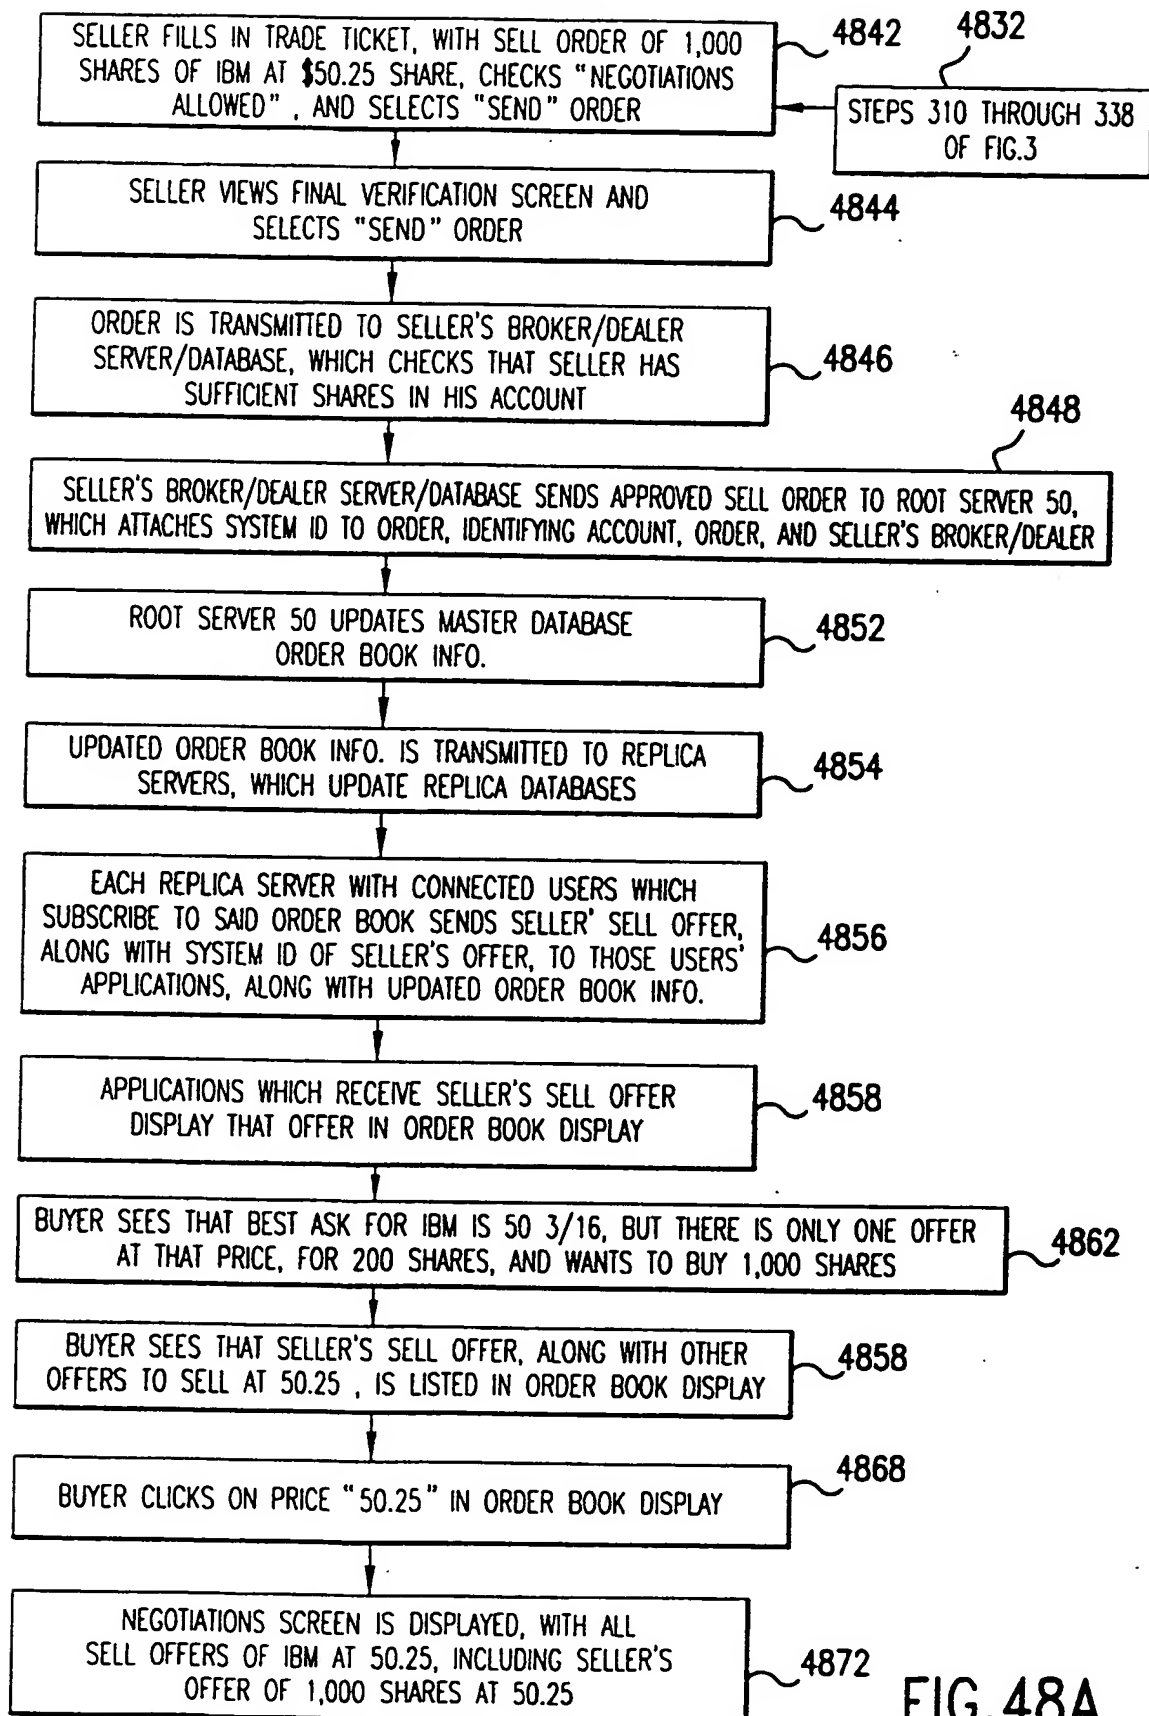 SELLER FILLS IN TRADE TICKET, WITH SELL ORDER OF 1,000
SHARES OF IBM AT $50.25 SHARE, CHECKS "NEGOTIATIONS
ALLOWED" , AND SELECTS "SEND" ORDER
4842
4832
STEPS 310 THROUGH 338
OF FIG.3
SELLER VIEWS FINAL VERIFICATION SCREEN AND
SELECTS "SEND" ORDER
4844
ORDER IS TRANSMITTED TO SELLER'S BROKER/DEALER
SERVER/DATABASE, WHICH CHECKS THAT SELLER HAS
SUFFICIENT SHARES IN HIS ACCOUNT
4846
4848
SELLER'S BROKER/DEALER SERVER/DATABASE SENDS APPROVED SELL ORDER TO ROOT SERVER 50,
WHICH ATTACHES SYSTEM ID TO ORDER, IDENTIFYING ACCOUNT, ORDER, AND SELLER'S BROKER/DEALER
ROOT SERVER 50 UPDATES MASTER DATABASE
ORDER BOOK INFO.
4852
UPDATED ORDER BOOK INFO. IS TRANSMITTED TO REPLICA
SERVERS, WHICH UPDATE REPLICA DATABASES
4854
EACH REPLICA SERVER WITH CONNECTED USERS WHICH
SUBSCRIBE TO SAID ORDER BOOK SENDS SELLER' SELL OFFER,
ALONG WITH SYSTEM ID OF SELLER'S OFFER, TO THOSE USERS'
APPLICATIONS, ALONG WITH UPDATED ORDER BOOK INFO.
4856
APPLICATIONS WHICH RECEIVE SELLER'S SELL OFFER
DISPLAY THAT OFFER IN ORDER BOOK DISPLAY
4858
BUYER SEES THAT BEST ASK FOR IBM IS 50 3/16, BUT THERE IS ONLY ONE OFFER
AT THAT PRICE, FOR 200 SHARES, AND WANTS TO BUY 1,000 SHARES
4862
BUYER SEES THAT SELLER'S SELL OFFER, ALONG WITH OTHER
OFFERS TO SELL AT 50.25 , IS LISTED IN ORDER BOOK DISPLAY
4858
BUYER CLICKS ON PRICE "50.25" IN ORDER BOOK DISPLAY
4868
NEGOTIATIONS SCREEN IS DISPLAYED, WITH ALL
SELL OFFERS OF IBM AT 50.25, INCLUDING SELLER'S
OFFER OF 1,000 SHARES AT 50.25
4872
FIG.48A